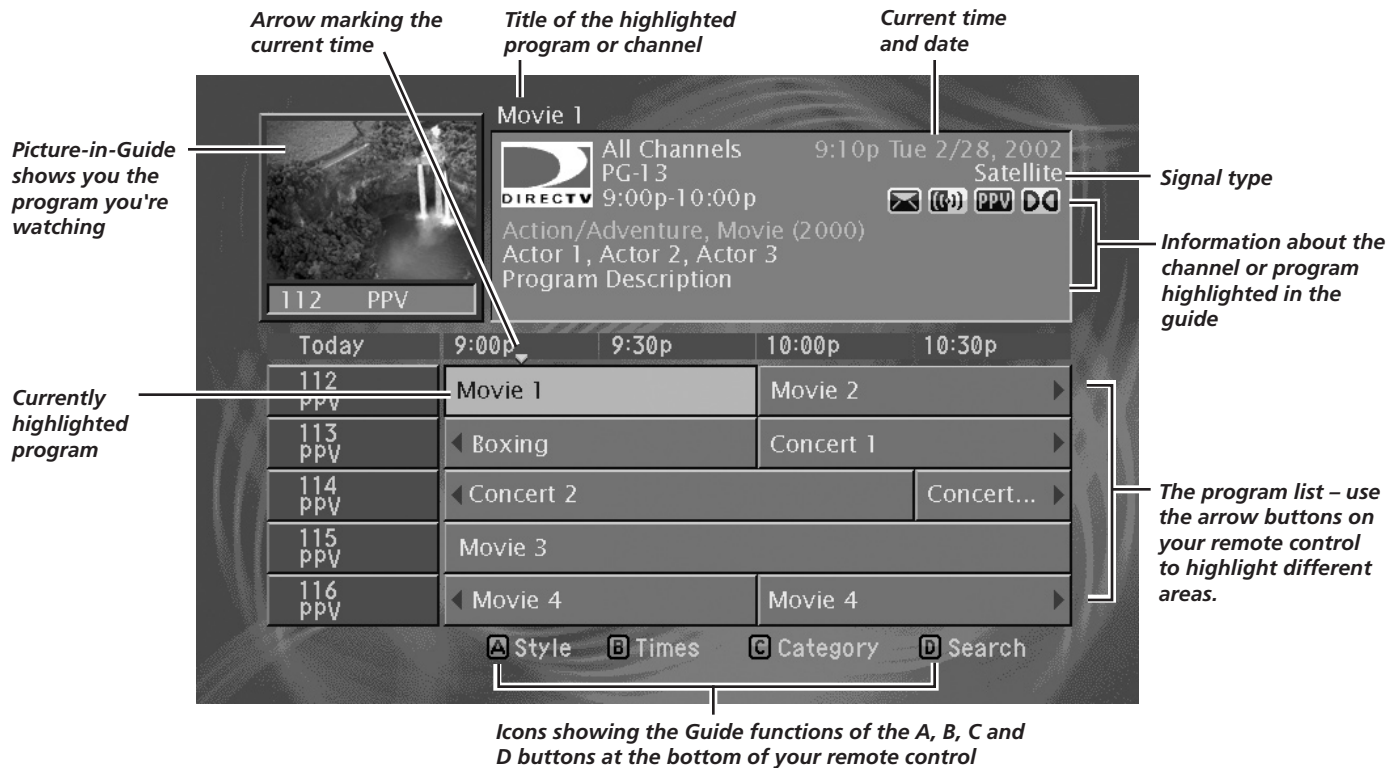 Arrow marking the
current time
Title of the highlighted
program or channel
Current time
and date
Picture-in-Guide
shows you the
program you're
watching
Movie 1
DIRECTV
All Channels
PG-13
9:00p-10:00p
9:10p Tue 2/28, 2002
Satellite
PPV
Action/Adventure, Movie (2000)
Actor 1, Actor 2, Actor 3
Program Description
112 PPV
Signal type
Information about the
channel or program
highlighted in the
guide
Today 9:00p 9:30p 10:00p 10:30p
112
PPV
Movie 1 Movie 2
113
PPV
Boxing Concert 1
114
PPV
Concert 2 Concert...
115
PPV
Movie 3
116
PPV
Movie 4 Movie 4
Currently
highlighted
program
The program list – use
the arrow buttons on
your remote control
to highlight different
areas.
A Style B Times C Category D Search
Icons showing the Guide functions of the A, B, C and
D buttons at the bottom of your remote control